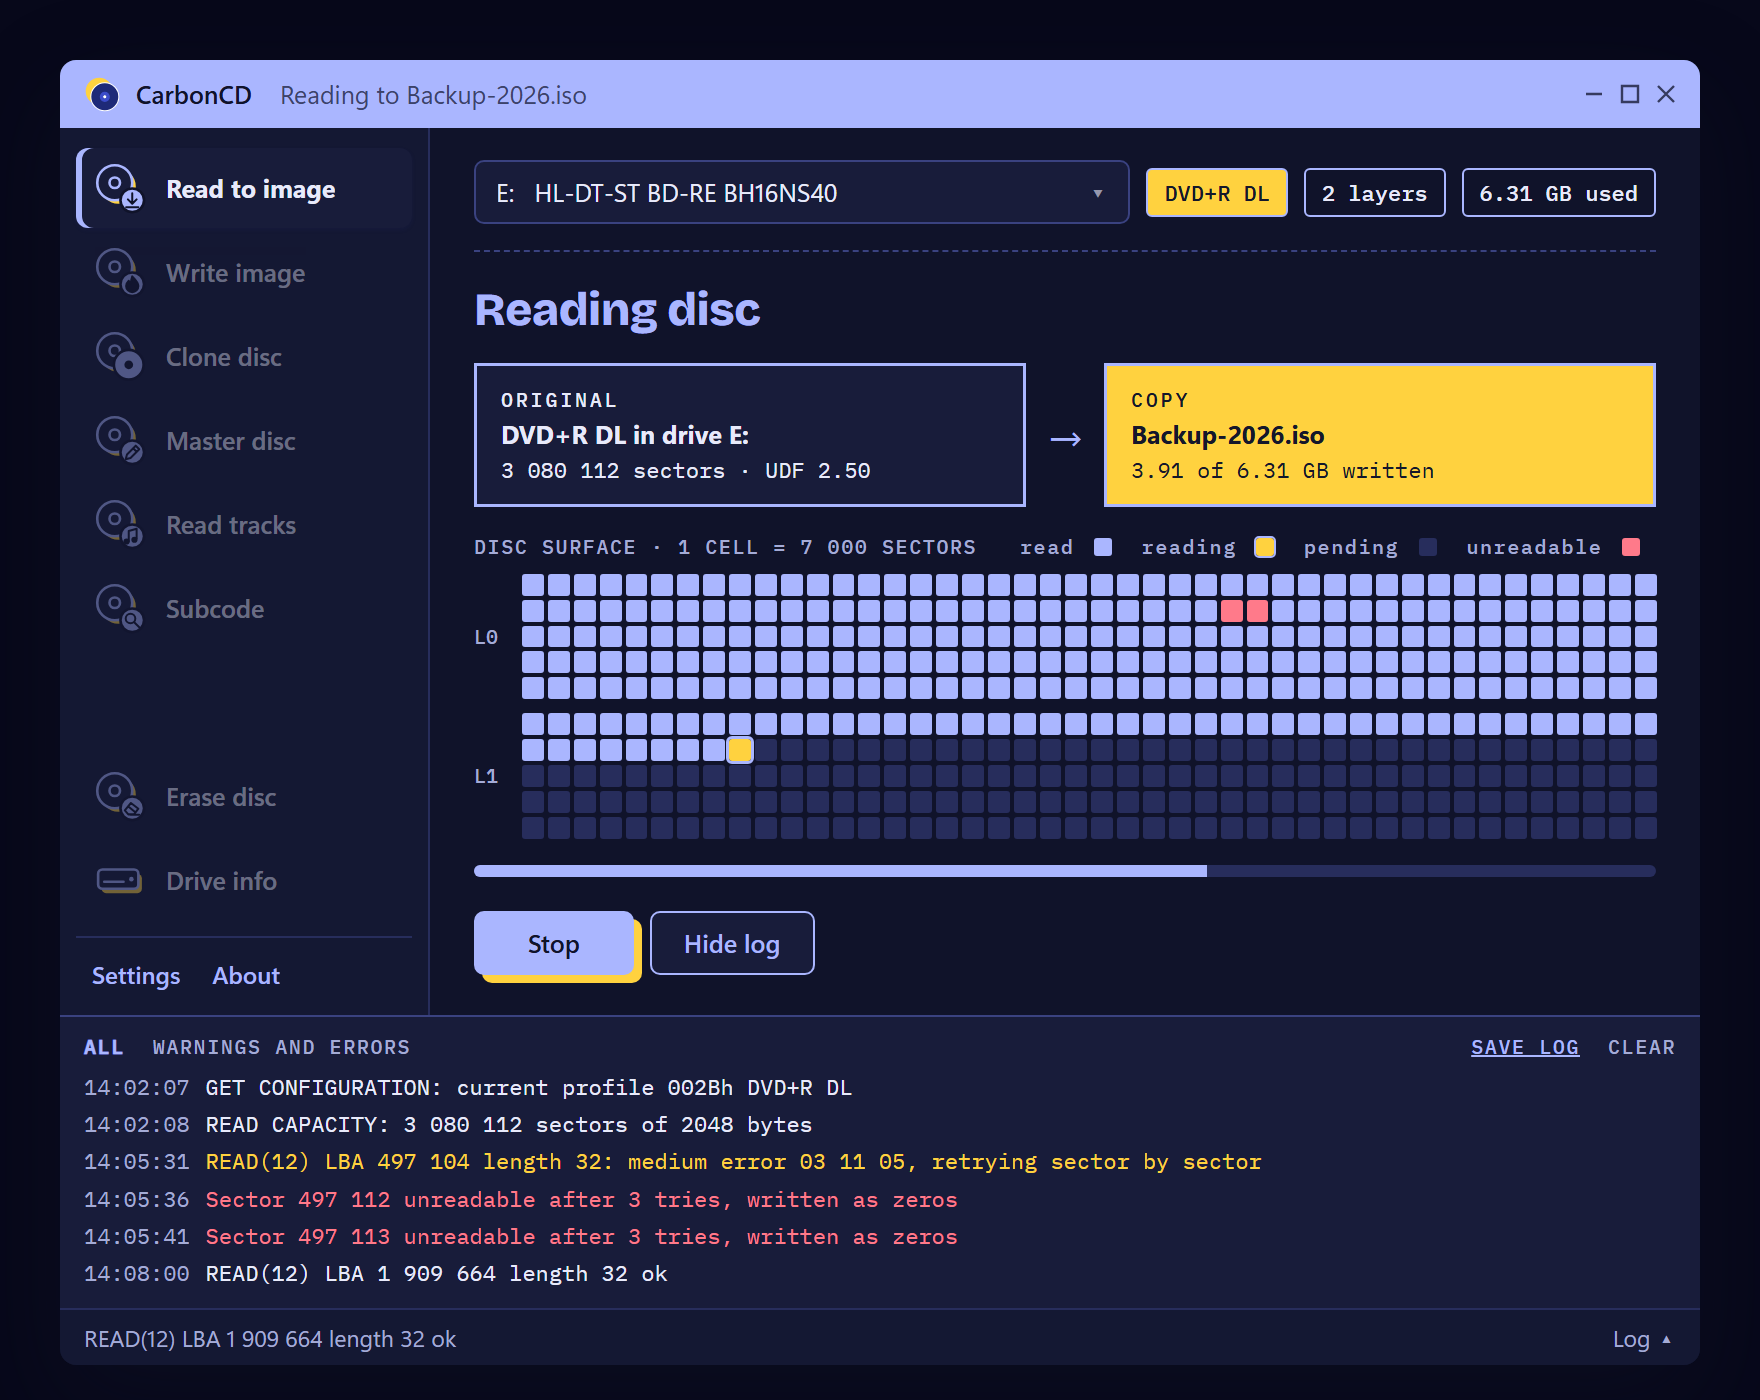 CarbonCD Reading to Backup-2026.iso
Read to image
Write image
Clone disc
Master disc
Read tracks
Subcode
Erase disc
Drive info
Settings About
E: HL-DT-ST BD-RE BH16NS40
DVD+R DL
2 layers
6.31 GB used
Reading disc
ORIGINAL
DVD+R DL in drive E:
3 080 112 sectors · UDF 2.50
→
COPY
Backup-2026.iso
3.91 of 6.31 GB written
DISC SURFACE · 1 CELL = 7 000 SECTORS read reading pending unreadable
L0
L1
Stop
Hide log
ALL WARNINGS AND ERRORS SAVE LOG CLEAR
14:02:07 GET CONFIGURATION: current profile 002Bh DVD+R DL
14:02:08 READ CAPACITY: 3 080 112 sectors of 2048 bytes
14:05:31 READ(12) LBA 497 104 length 32: medium error 03 11 05, retrying sector by sector
14:05:36 Sector 497 112 unreadable after 3 tries, written as zeros
14:05:41 Sector 497 113 unreadable after 3 tries, written as zeros
14:08:00 READ(12) LBA 1 909 664 length 32 ok
READ(12) LBA 1 909 664 length 32 ok
Log